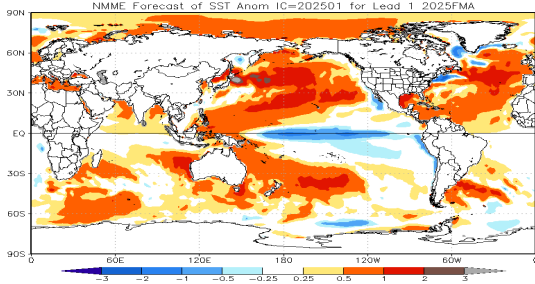 NMME Forecast of SST Anom IC=202501 for Lead 1 2025FMA
90N
60N
30N
EQ
30S
60S
90S
0 60E 120E 180 120W 60W 0
-3 -2 -1 -0.5 -0.25 0.25 0.5 1 2 3